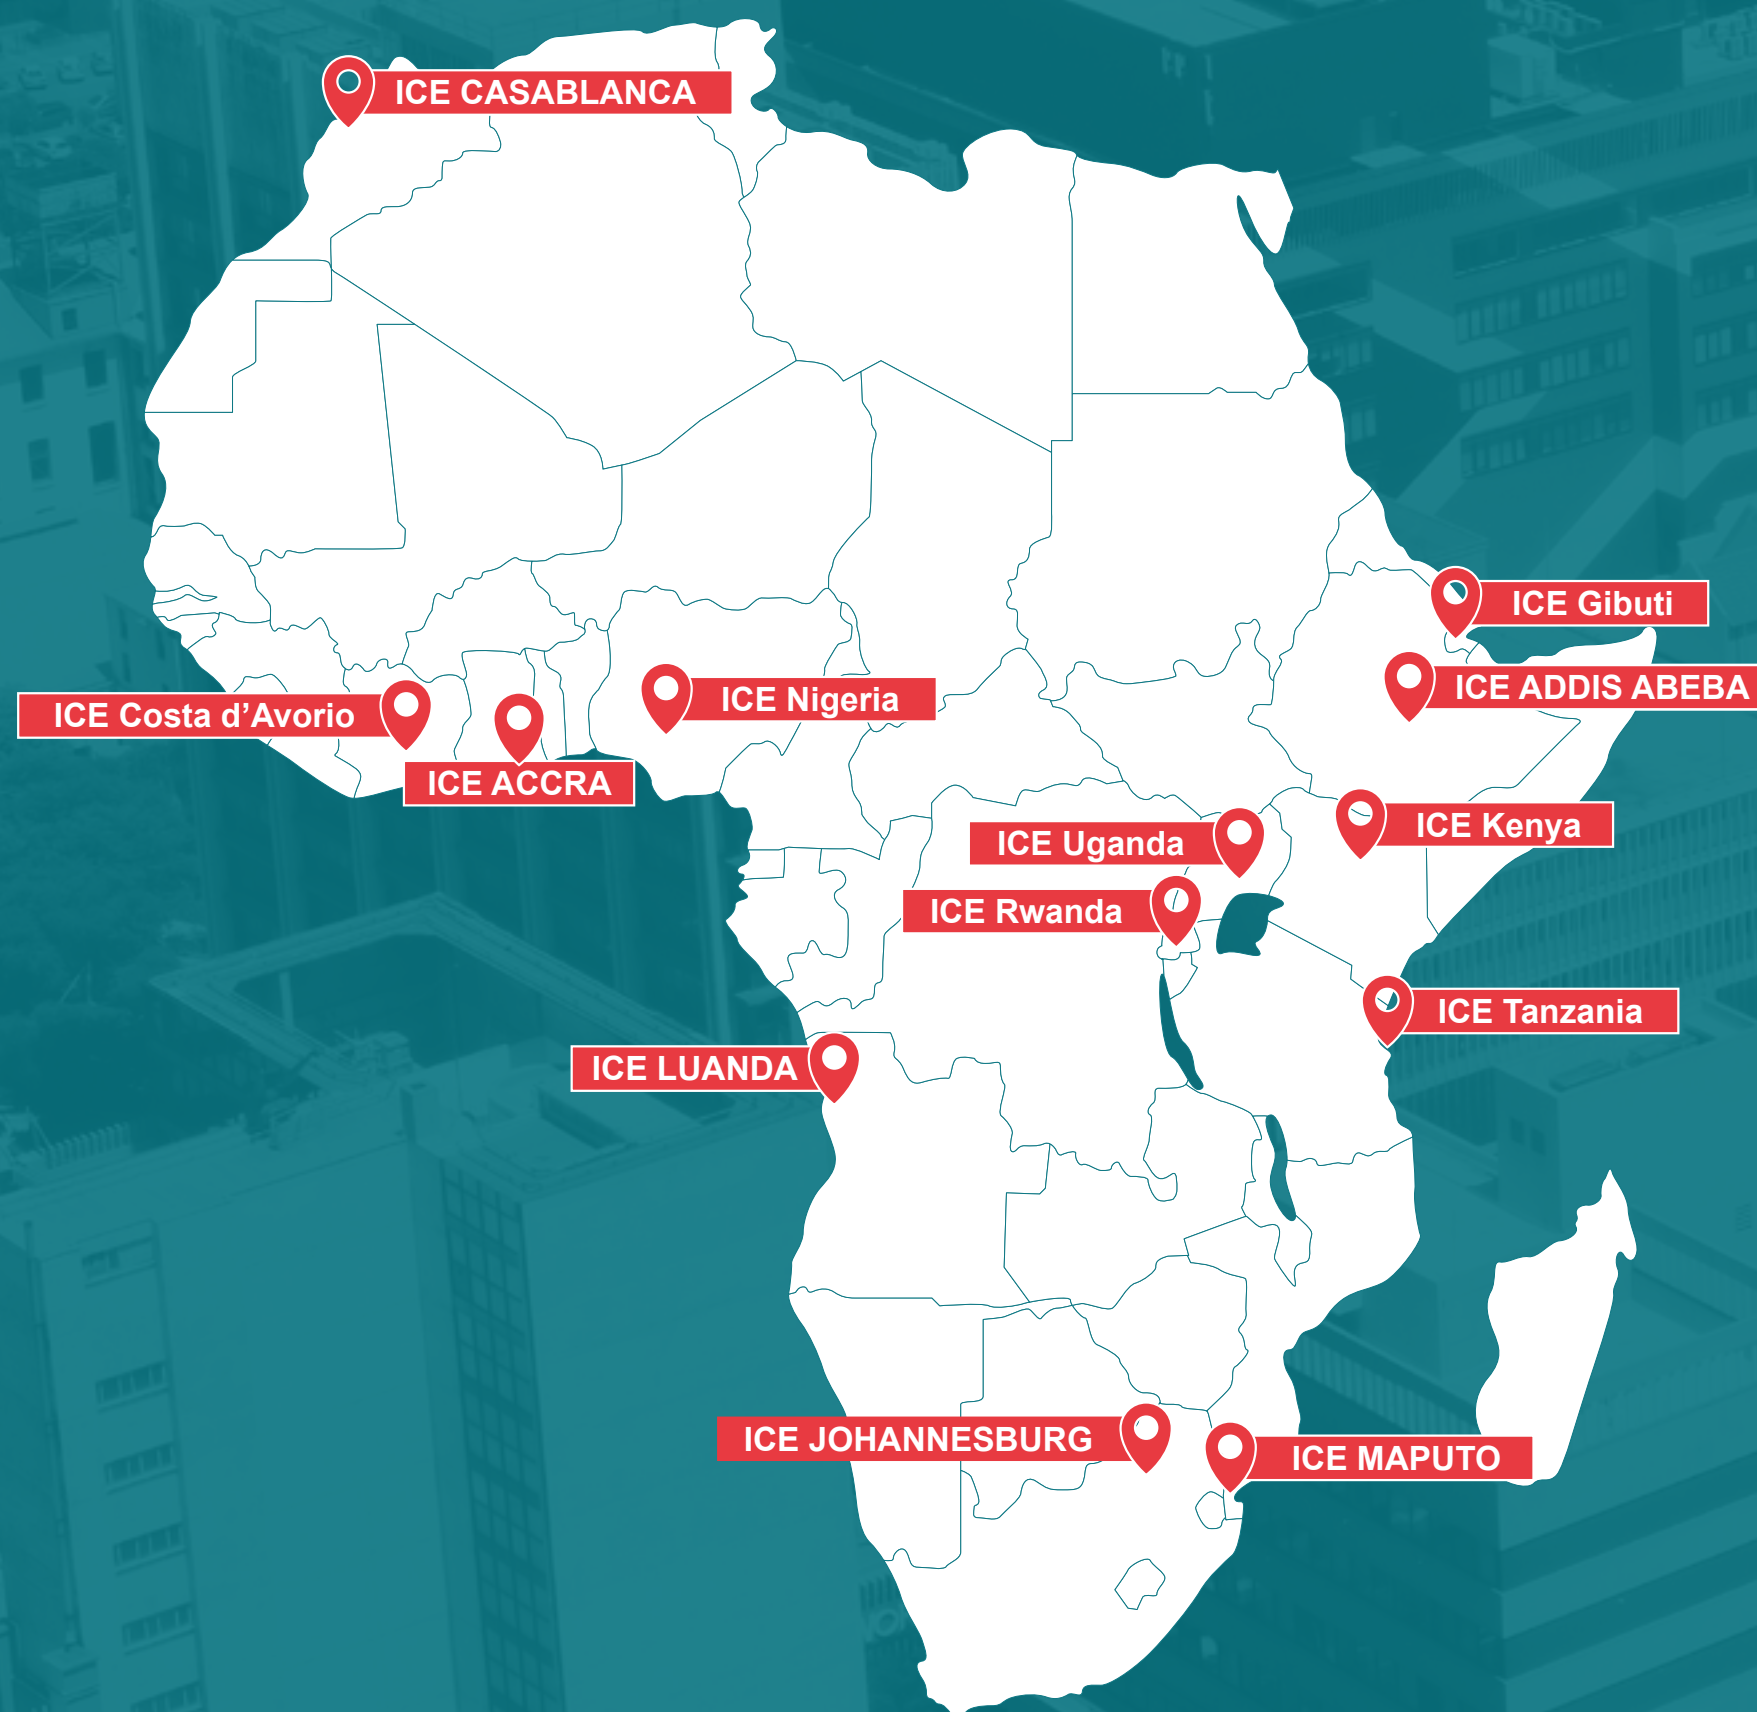 ICE CASABLANCA
ICE Gibuti
ICE ADDIS ABEBA
ICE Nigeria
ICE Costa d’Avorio
ICE ACCRA
ICE Kenya
ICE Uganda
ICE Rwanda
ICE Tanzania
ICE LUANDA
ICE JOHANNESBURG
ICE MAPUTO